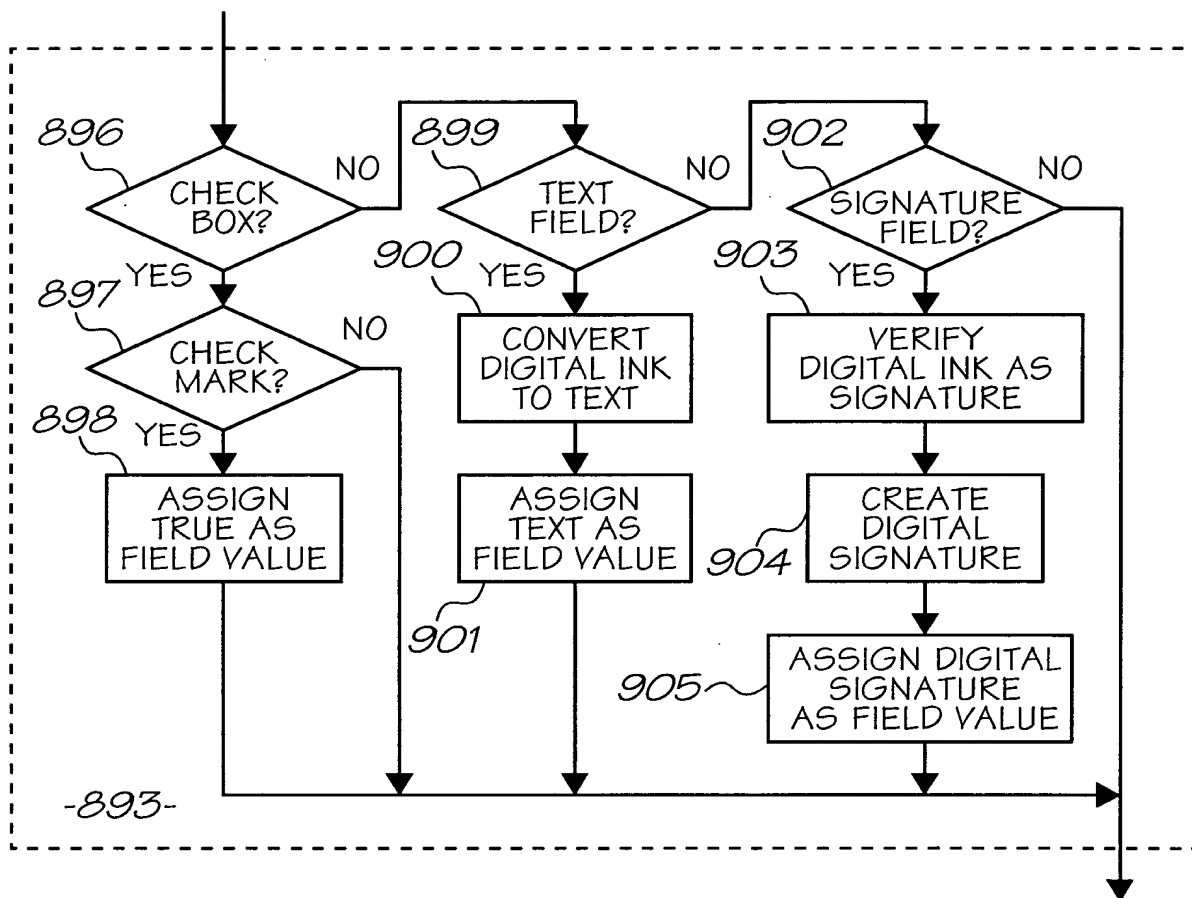 896
CHECK
BOX?
NO
YES
897
CHECK
MARK?
NO
YES
898
ASSIGN
TRUE AS
FIELD VALUE
899
TEXT
FIELD?
NO
YES
900
CONVERT
DIGITAL INK
TO TEXT
ASSIGN
TEXT AS
FIELD VALUE
901
902
SIGNATURE
FIELD?
NO
YES
903
VERIFY
DIGITAL INK AS
SIGNATURE
CREATE
DIGITAL
SIGNATURE
904
905
ASSIGN DIGITAL
SIGNATURE
AS FIELD VALUE
-893-